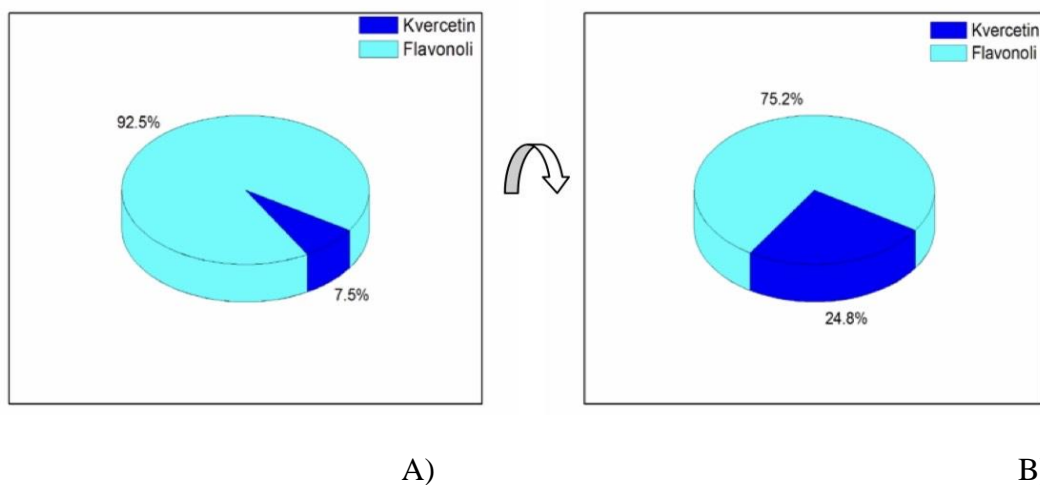 Kvercetin
Flavonoli
92.5%
7.5%
Kvercetin
Flavonoli
75.2%
24.8%
A)
B